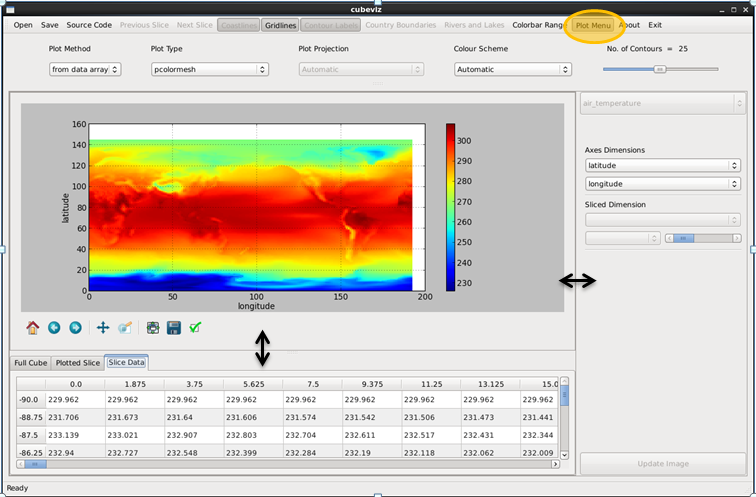 cubeviz
Open Save Source Code Previous Slice Next Slice Coastlines Gridlines Contour Labels Country Boundaries Rivers and Lakes Colorbar Range Plot Menu About Exit
Plot Method Plot Type Plot Projection Colour Scheme No. of Contours = 25
from data array pcolormesh Automatic Automatic
air_temperature
160
140
120
100
80
60
40
20
0
latitude
0 50 100 150 200
longitude
300
290
280
270
260
250
240
230
Axes Dimensions
latitude
longitude
Sliced Dimension
Full Cube Plotted Slice Slice Data
0.0 1.875 3.75 5.625 7.5 9.375 11.25 13.125 15.0
-90.0 229.962 229.962 229.962 229.962 229.962 229.962 229.962 229.962 229.962
-88.75 231.706 231.673 231.64 231.606 231.574 231.542 231.506 231.473 231.441
-87.5 233.139 233.021 232.907 232.803 232.704 232.611 232.517 232.431 232.344
-86.25 232.94 232.727 232.548 232.399 232.284 232.19 232.118 232.062 232.009
Update Image
Ready